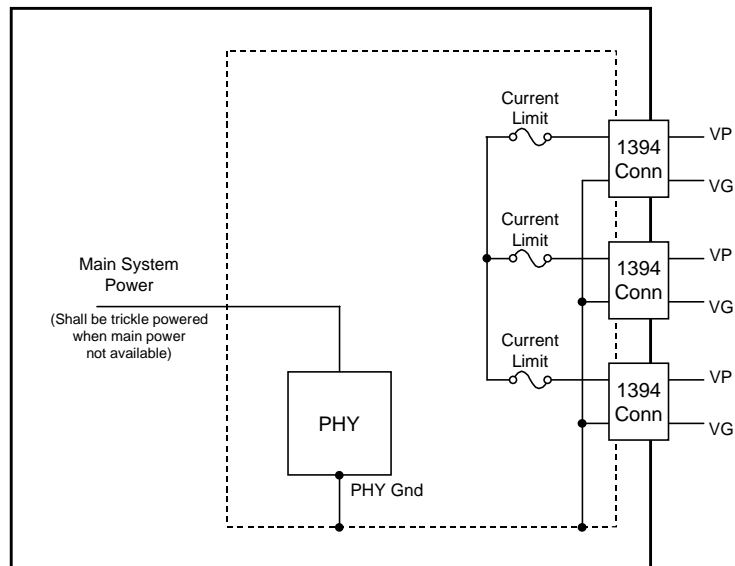 Current
Limit
1394
Conn
VP
VG
Current
Limit
1394
Conn
VP
VG
Main System
Power
(Shall be trickle powered
when main power
not available)
Current
Limit
1394
Conn
VP
VG
PHY
PHY Gnd